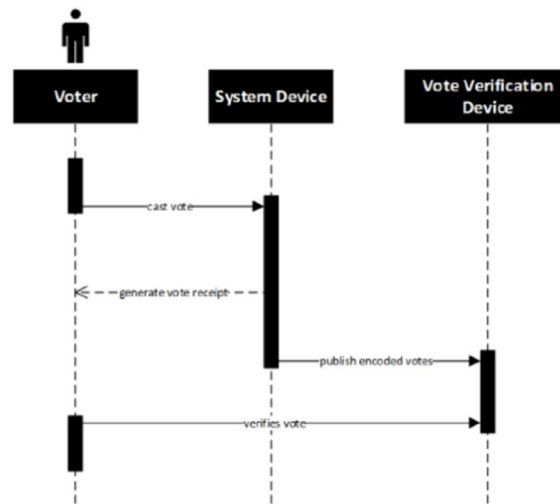 Voter
System Device
Vote Verification
Device
cast vote
generate vote receipt
publish encoded votes
verifies vote